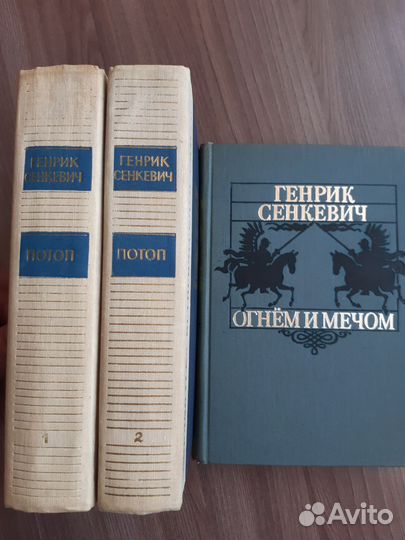 ГЕНРИК
СЕНКЕВИЧ
ПОТОП
1
ГЕНРИК
СЕНКЕВИЧ
ПОТОП
2
ГЕНРИК
СЕНКЕВИЧ
ОГНЁМ И МЕЧОМ
Avito